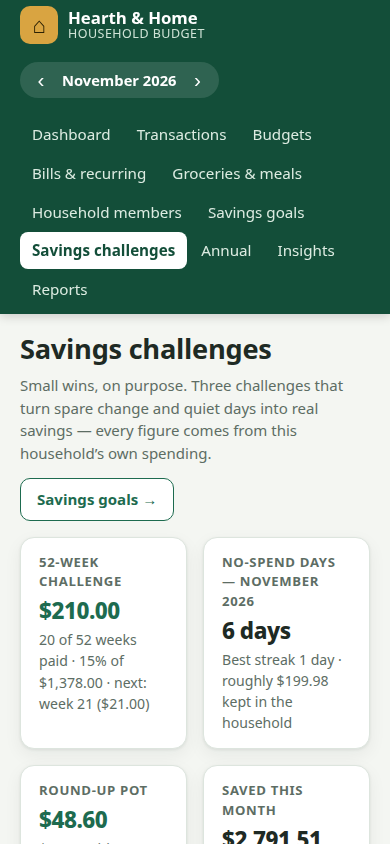 Hearth & Home
HOUSEHOLD BUDGET
‹ November 2026 ›
Dashboard Transactions Budgets
Bills & recurring Groceries & meals
Household members Savings goals
Savings challenges Annual Insights
Reports
Savings challenges
Small wins, on purpose. Three challenges that
turn spare change and quiet days into real
savings — every figure comes from this
household’s own spending.
Savings goals →
52-WEEK
CHALLENGE
$210.00
20 of 52 weeks
paid · 15% of
$1,378.00 · next:
week 21 ($21.00)
NO-SPEND DAYS
— NOVEMBER
2026
6 days
Best streak 1 day ·
roughly $199.98
kept in the
household
ROUND-UP POT
$48.60
SAVED THIS
MONTH
$2,791.51